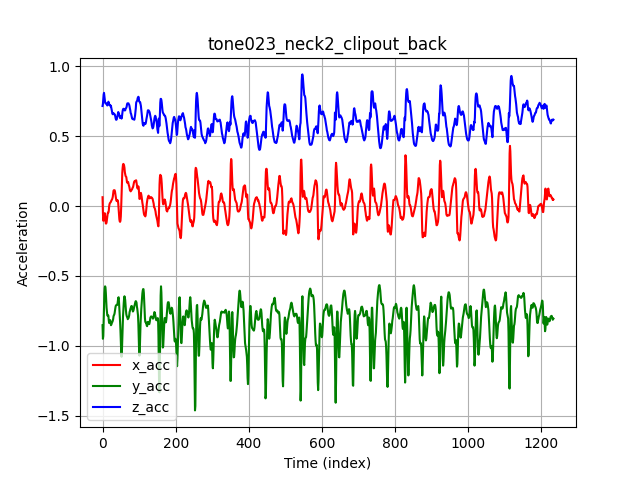 tone023_neck2_clipout_back
1.0
0.5
0.0
−0.5
−1.0
−1.5
Acceleration
x_acc
y_acc
z_acc
0 200 400 600 800 1000 1200
Time (index)